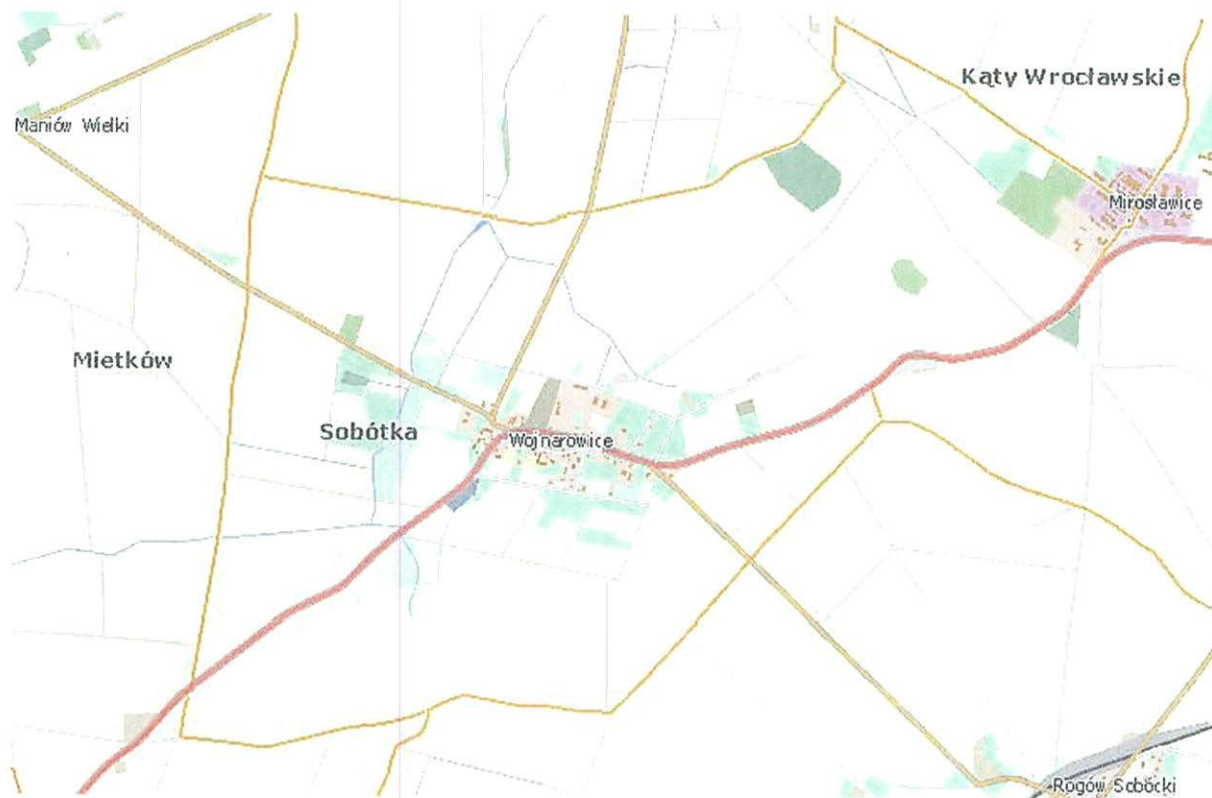 Kąty Wrocławskie
Maniów Wielki
Mirosławice
Mietków
Sobótka
Wojnarowice
Rogów Sobócki